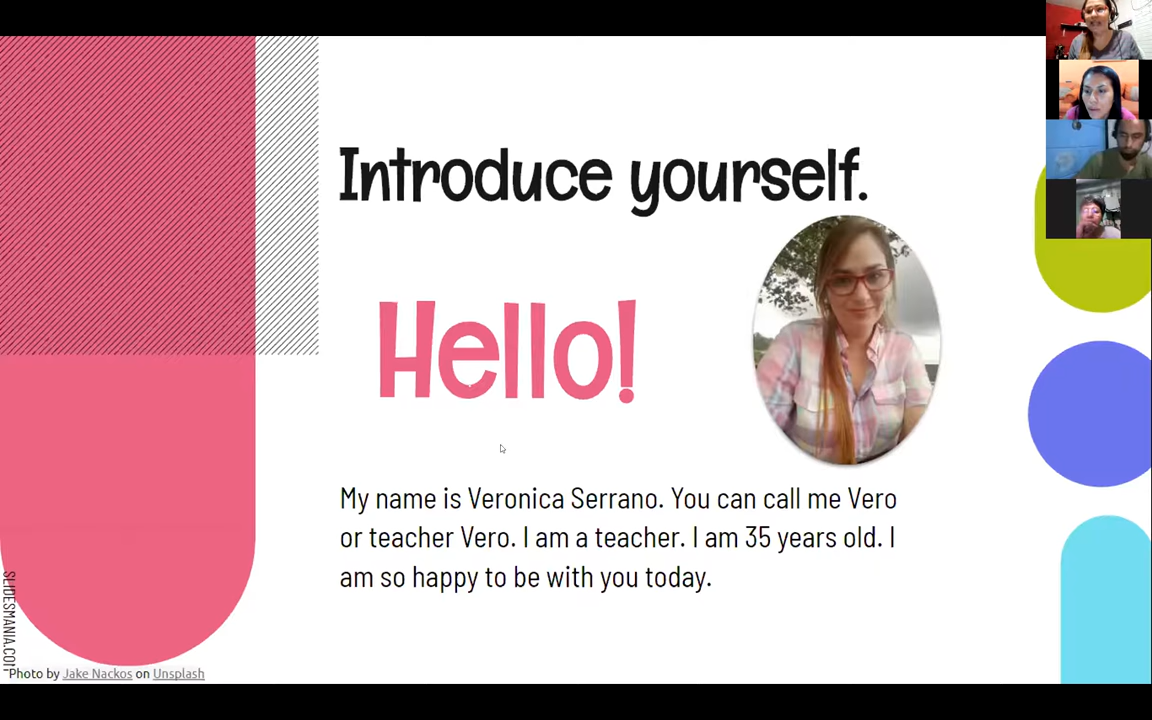 Introduce yourself.
Hello!
My name is Veronica Serrano. You can call me Vero
or teacher Vero. I am a teacher. I am 35 years old. I
am so happy to be with you today.
SLIDESMANIA.COM
Photo by Jake Nackos on Unsplash